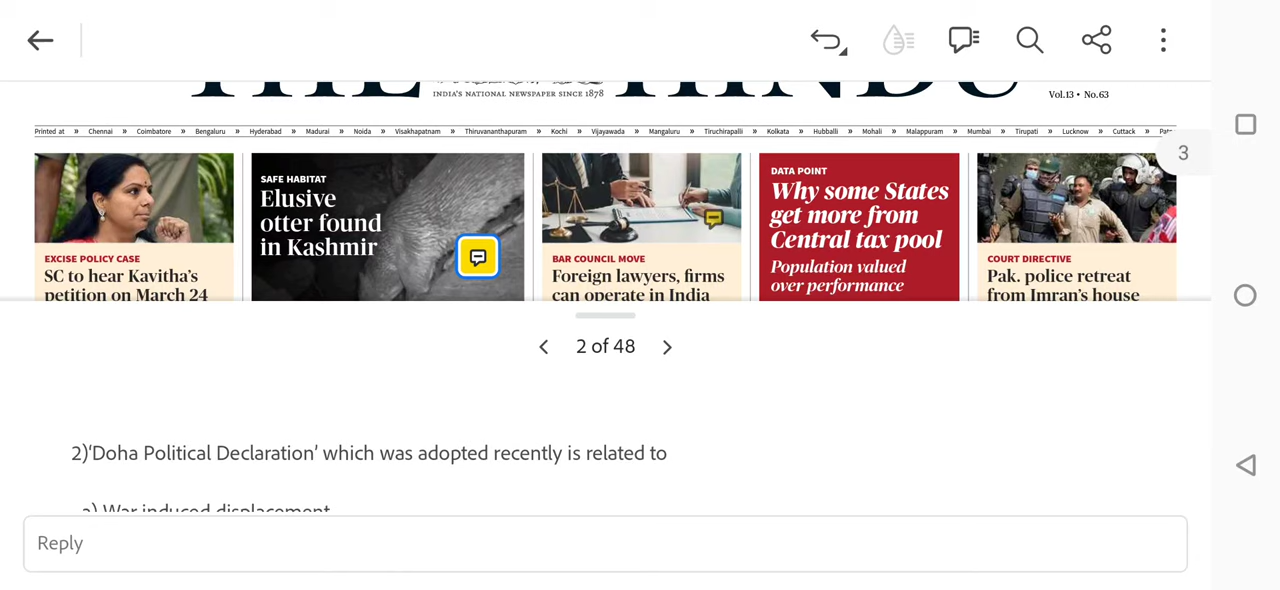 THE HINDU
INDIA'S NATIONAL NEWSPAPER SINCE 1878
Vol.13 • No.63
Printed at » Chennai » Coimbatore » Bengaluru » Hyderabad » Madurai » Noida » Visakhapatnam » Thiruvananthapuram » Kochi » Vijayawada » Mangaluru » Tiruchirapalli » Kolkata » Hubballi » Mohali » Malappuram » Mumbai » Tirupati » Lucknow » Cuttack »
3
EXCISE POLICY CASE
SC to hear Kavitha's
petition on March 24
SAFE HABITAT
Elusive
otter found
in Kashmir
BAR COUNCIL MOVE
Foreign lawyers, firms
can operate in India
DATA POINT
Why some States
get more from
Central tax pool
Population valued
over performance
COURT DIRECTIVE
Pak. police retreat
from Imran's house
2 of 48
2)'Doha Political Declaration' which was adopted recently is related to
a) War induced displacement
Reply